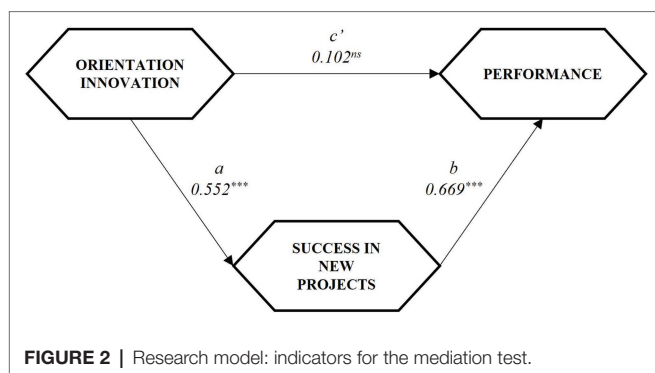 c’
0.102ns
ORIENTATION
INNOVATION
PERFORMANCE
a
0.552***
b
0.669***
SUCCESS IN
NEW
PROJECTS
FIGURE 2 | Research model: indicators for the mediation test.